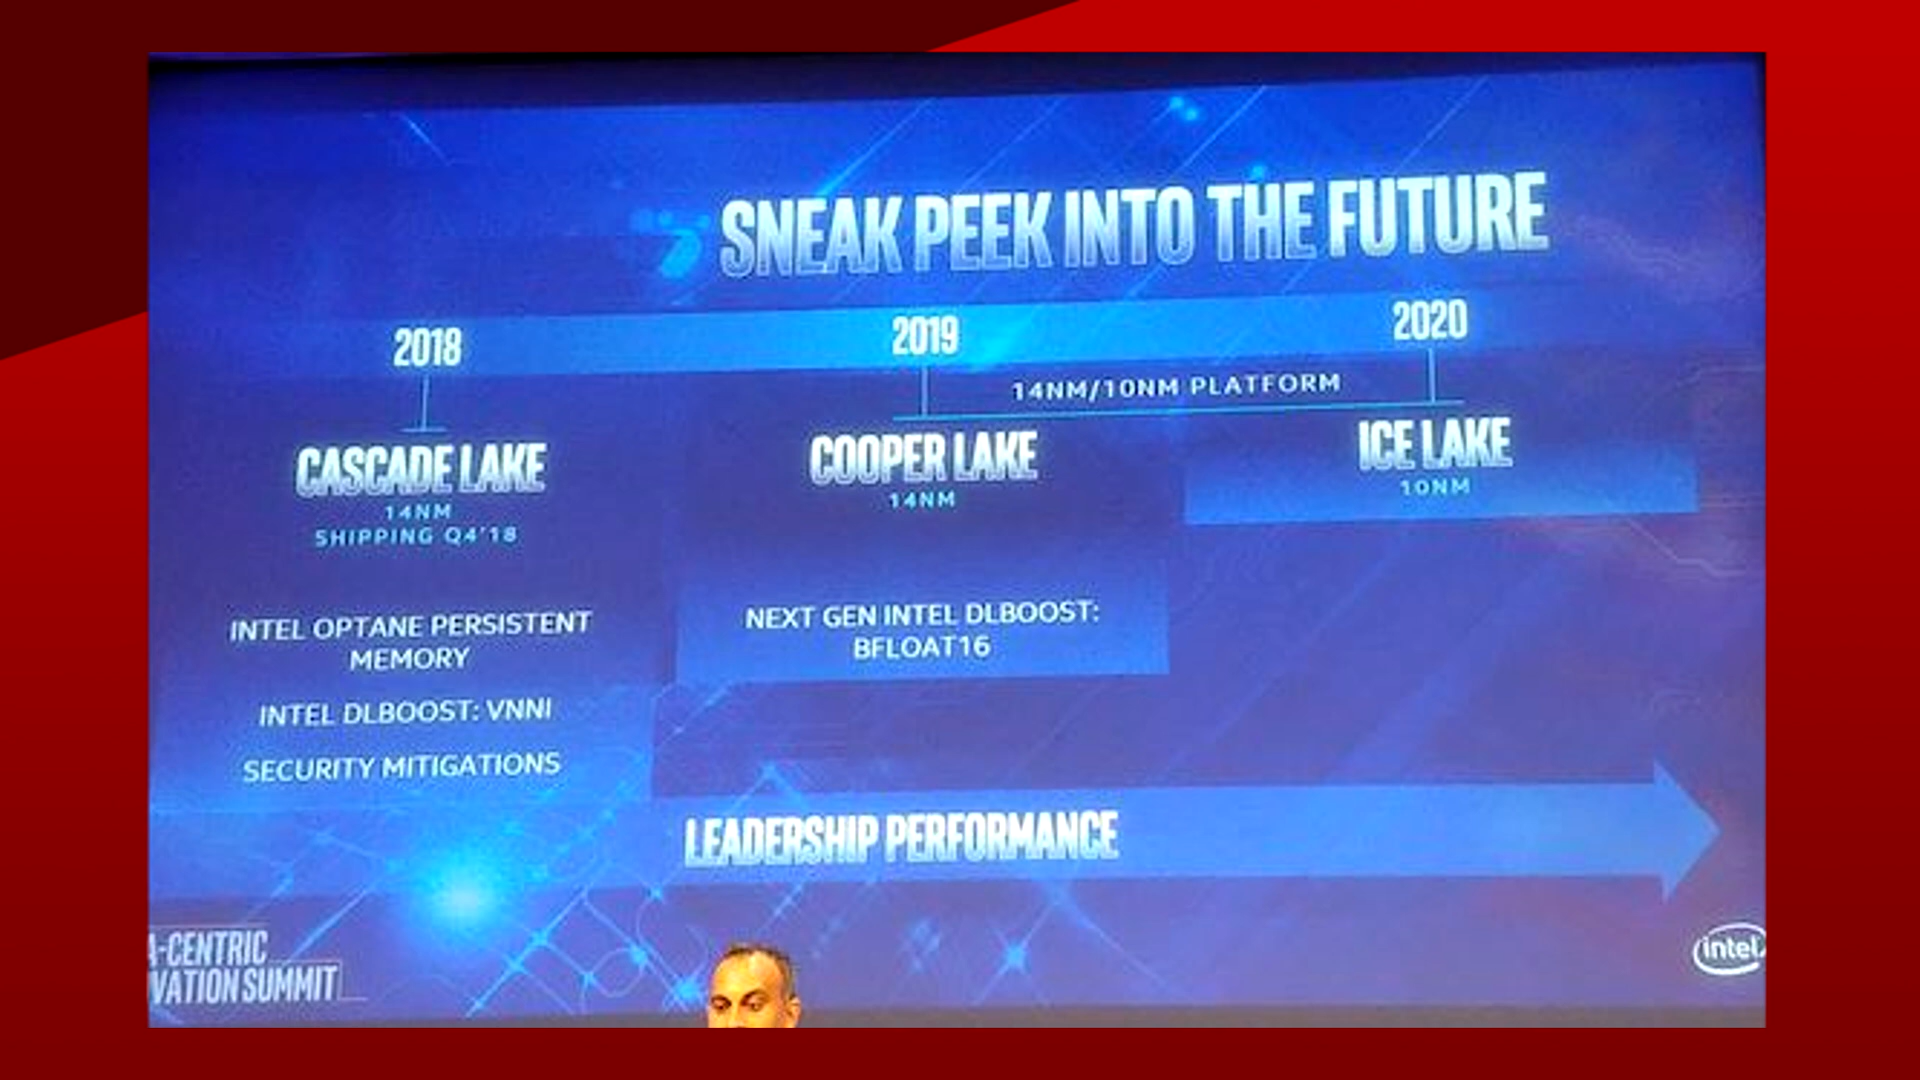 SNEAK PEEK INTO THE FUTURE
2018
2019
2020
14NM/10NM PLATFORM
CASCADE LAKE
14NM
SHIPPING Q4'18
COOPER LAKE
14NM
ICE LAKE
10NM
INTEL OPTANE PERSISTENT
MEMORY
INTEL DLBOOST: VNNI
SECURITY MITIGATIONS
NEXT GEN INTEL DLBOOST:
BFLOAT16
LEADERSHIP PERFORMANCE
A-CENTRIC
VATION SUMMIT
intel